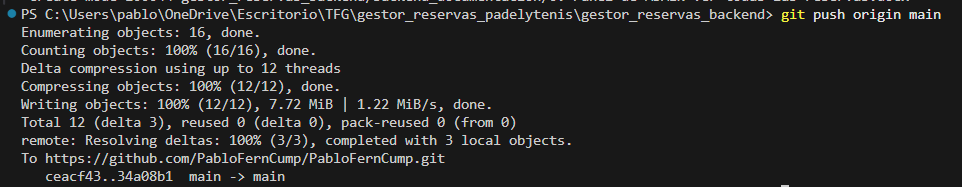 PS C:\Users\pablo\OneDrive\Escritorio\TFG\gestor_reservas_padelytenis\gestor_reservas_backend> git push origin main
Enumerating objects: 16, done.
Counting objects: 100% (16/16), done.
Delta compression using up to 12 threads
Compressing objects: 100% (12/12), done.
Writing objects: 100% (12/12), 7.72 MiB | 1.22 MiB/s, done.
Total 12 (delta 3), reused 0 (delta 0), pack-reused 0 (from 0)
remote: Resolving deltas: 100% (3/3), completed with 3 local objects.
To https://github.com/PabloFernCump/PabloFernCump.git
   ceacf43..34a08b1  main -> main